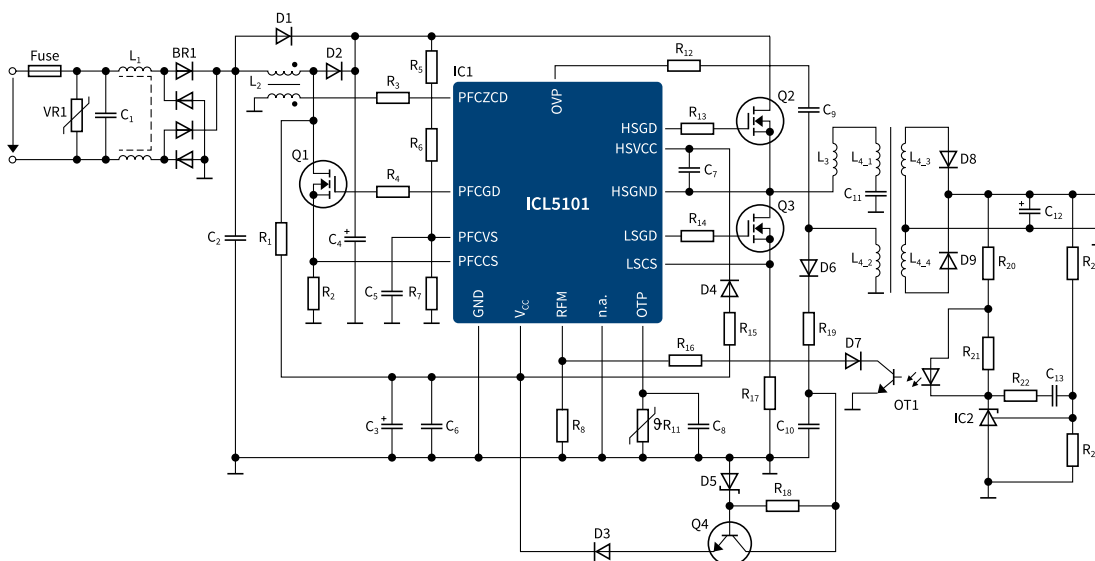 D1
Fuse
L1
BR1
D2
R5
IC1
R12
VR1
C1
L2
R3
PFCZCD
OVP
Q2
R13
C9
HSGD
R6
HSVCC
C7
L3
L4_1
L4_3
D8
Q1
R4
PFCGD
HSGND
C11
ICL5101
Q3
R14
C12
C2
R1
C4
PFCVS
LSGD
PFCCS
LSCS
D6
L4_2
L4_4
D9
R20
R2
C5
R7
GND
VCC
RFM
n.a.
OTP
D4
R15
R19
R16
D7
R21
R22
C13
OT1
IC2
C3
C6
R8
ϑ
R11
C8
R17
C10
D5
R18
Q4
D3